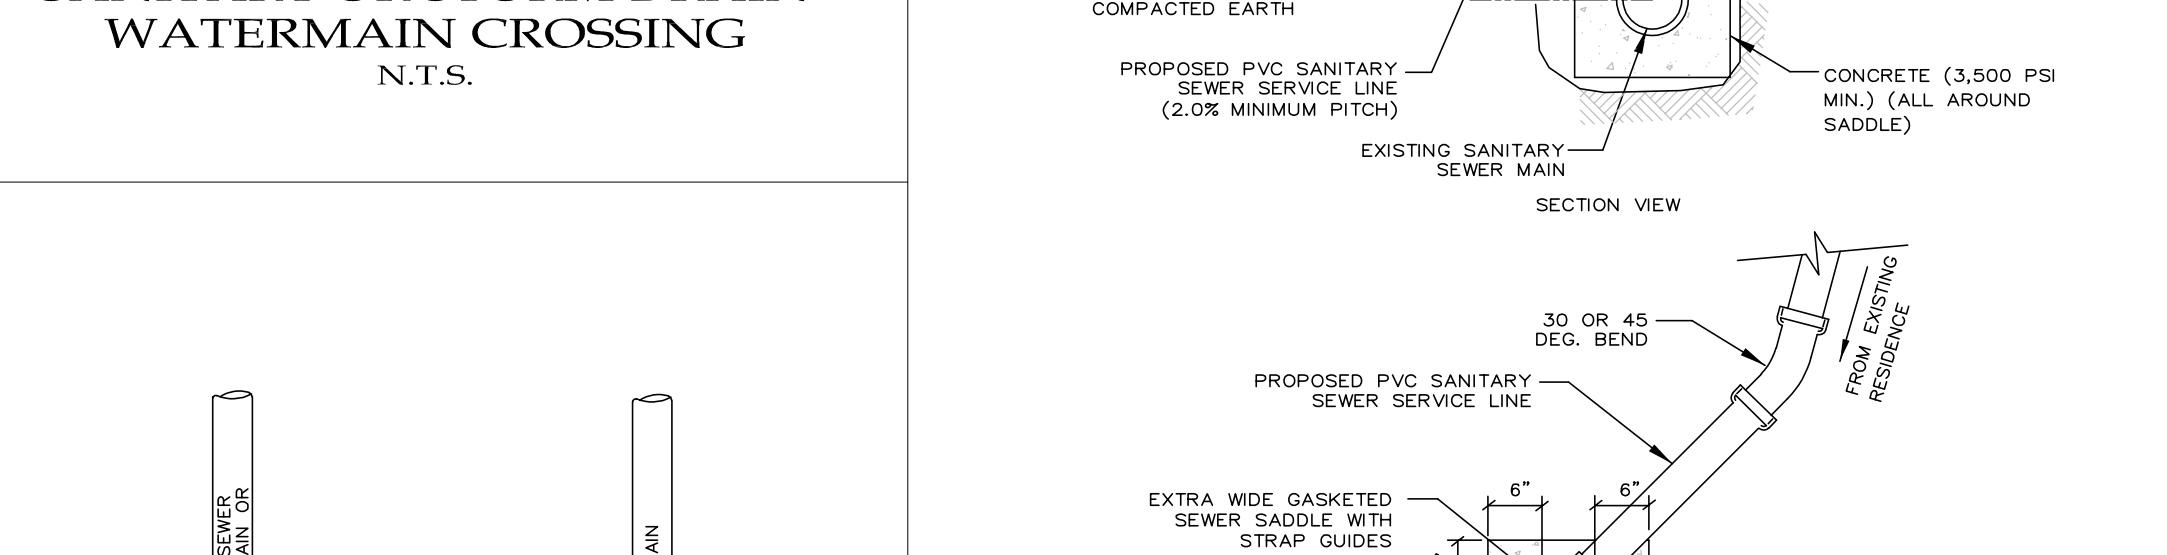 WATERMAIN CROSSING
N.T.S.
COMPACTED EARTH
PROPOSED PVC SANITARY
SEWER SERVICE LINE
(2.0% MINIMUM PITCH)
CONCRETE (3,500 PSI
MIN.) (ALL AROUND
SADDLE)
EXISTING SANITARY
SEWER MAIN
SECTION VIEW
30 OR 45
DEG. BEND
FROM EXISTING
RESIDENCE
PROPOSED PVC SANITARY
SEWER SERVICE LINE
EXTRA WIDE GASKETED
SEWER SADDLE WITH
STRAP GUIDES
6”
6”
SEWER
OR